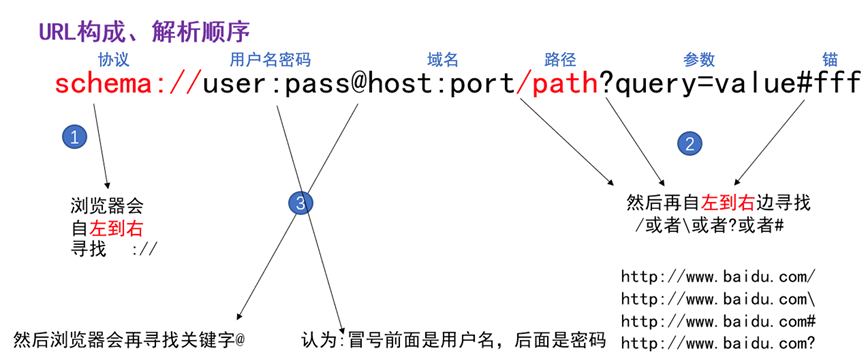 URL构成、解析顺序
协议 用户名密码 域名 路径 参数 锚
schema://user:pass@host:port/path?query=value#fff
1
2
3
浏览器会
自左到右
寻找 ://
然后再自左到右边寻找
/或者\或者?或者#
http://www.baidu.com/
http://www.baidu.com\
http://www.baidu.com#
http://www.baidu.com?
然后浏览器会再寻找关键字@
认为:冒号前面是用户名，后面是密码